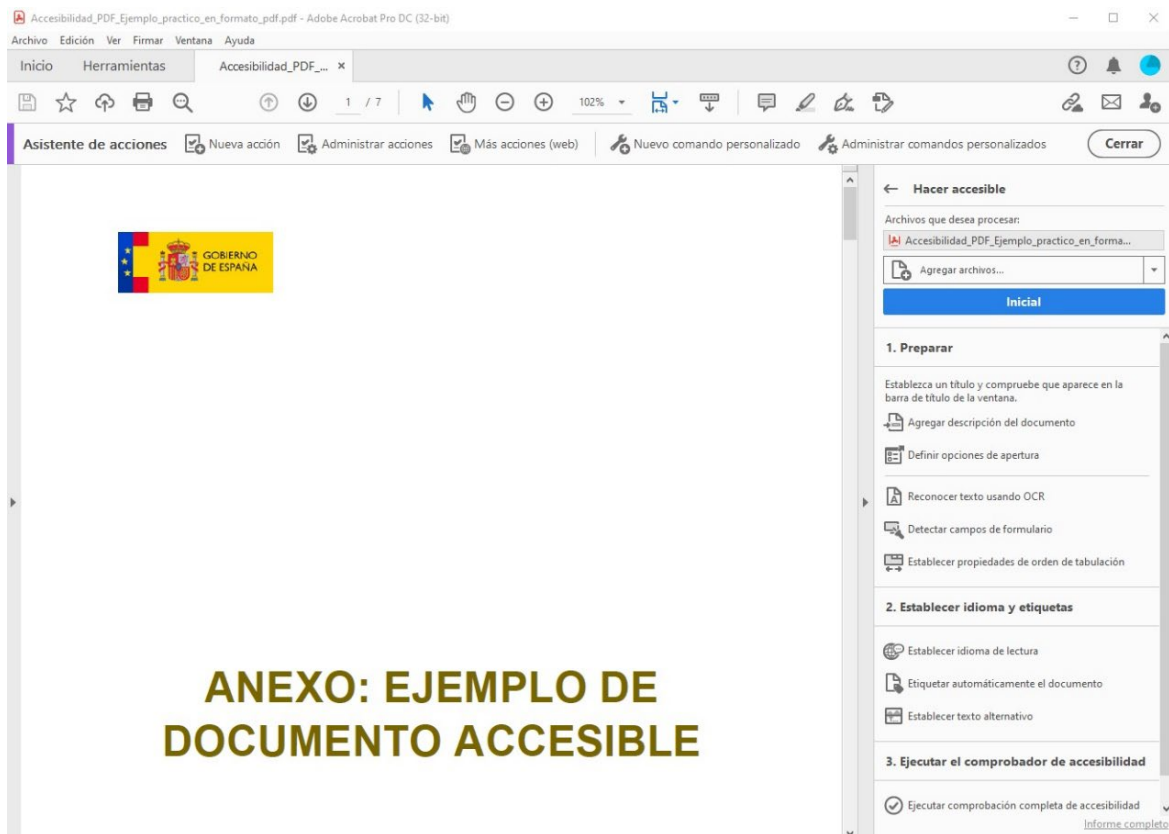 Accesibilidad_PDF_Ejemplo_practico_en_formato_pdf.pdf - Adobe Acrobat Pro DC (32-bit)
Archivo Edición Ver Firmar Ventana Ayuda
Inicio Herramientas Accesibilidad_PDF_... ×
1 / 7 102%
Asistente de acciones Nueva acción Administrar acciones Más acciones (web) Nuevo comando personalizado Administrar comandos personalizados Cerrar
GOBIERNO
DE ESPAÑA
ANEXO: EJEMPLO DE
DOCUMENTO ACCESIBLE
Hacer accesible
Archivos que desea procesar:
Accesibilidad_PDF_Ejemplo_practico_en_forma...
Agregar archivos...
Inicial
1. Preparar
Establezca un título y compruebe que aparece en la
barra de título de la ventana.
Agregar descripción del documento
Definir opciones de apertura
Reconocer texto usando OCR
Detectar campos de formulario
Establecer propiedades de orden de tabulación
2. Establecer idioma y etiquetas
Establecer idioma de lectura
Etiquetar automáticamente el documento
Establecer texto alternativo
3. Ejecutar el comprobador de accesibilidad
Ejecutar comprobación completa de accesibilidad
Informe completo